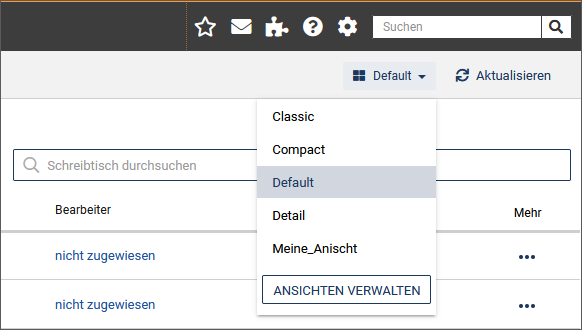 Suchen
Default Aktualisieren
Classic
Compact
Schreibtisch durchsuchen
Default
Bearbeiter Mehr
Detail
nicht zugewiesen
Meine_Anischt
ANSICHTEN VERWALTEN
nicht zugewiesen